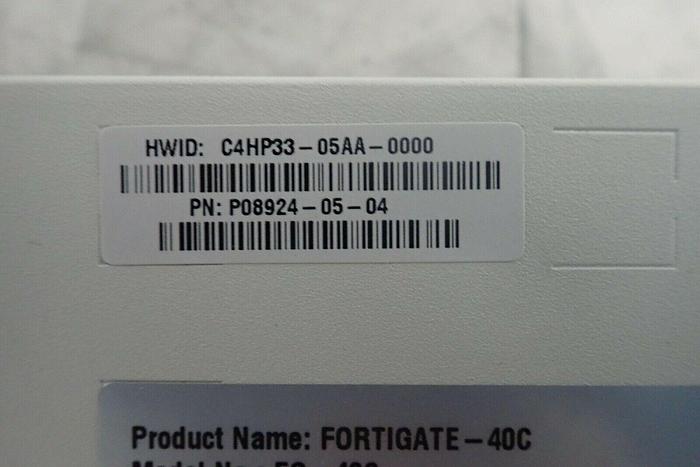 HWID: C4HP33-05AA-0000
PN: P08924-05-04
Product Name: FORTIGATE-40C